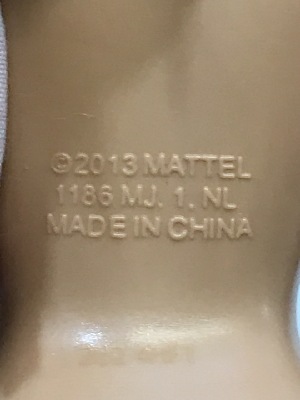 ©2013 MATTEL
1186 MJ. 1. NL
MADE IN CHINA